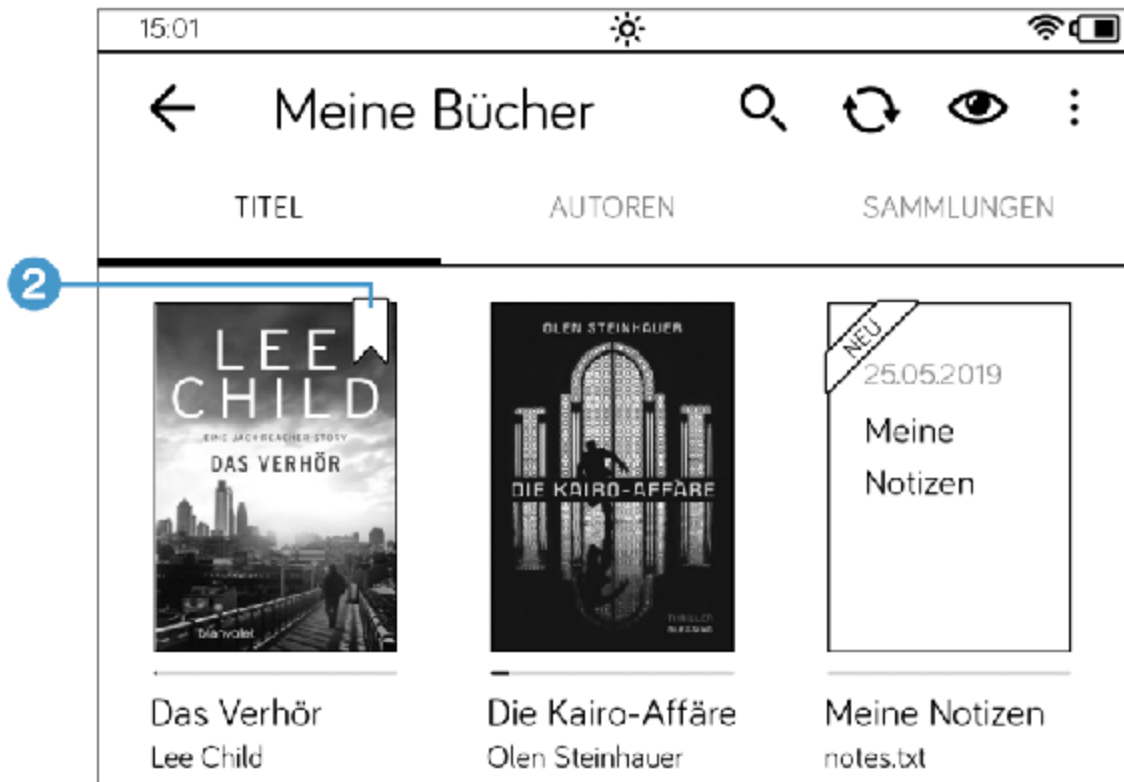 15:01
Meine Bücher
TITEL AUTOREN SAMMLUNGEN
2
LEE
CHILD
EINE JACK-REACHER-STORY
DAS VERHÖR
blanvalet
OLEN STEINHAUER
DIE KAIRO-AFFÄRE
THRILLER
BLESSING
NEU
25.05.2019
Meine
Notizen
Das Verhör
Lee Child
Die Kairo-Affäre
Olen Steinhauer
Meine Notizen
notes.txt